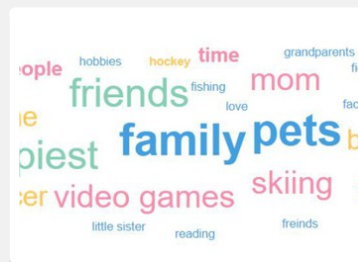 grandparents
hobbies hockey time
eople
friends fishing mom
love
family pets
piest
cer video games skiing
little sister freinds
reading